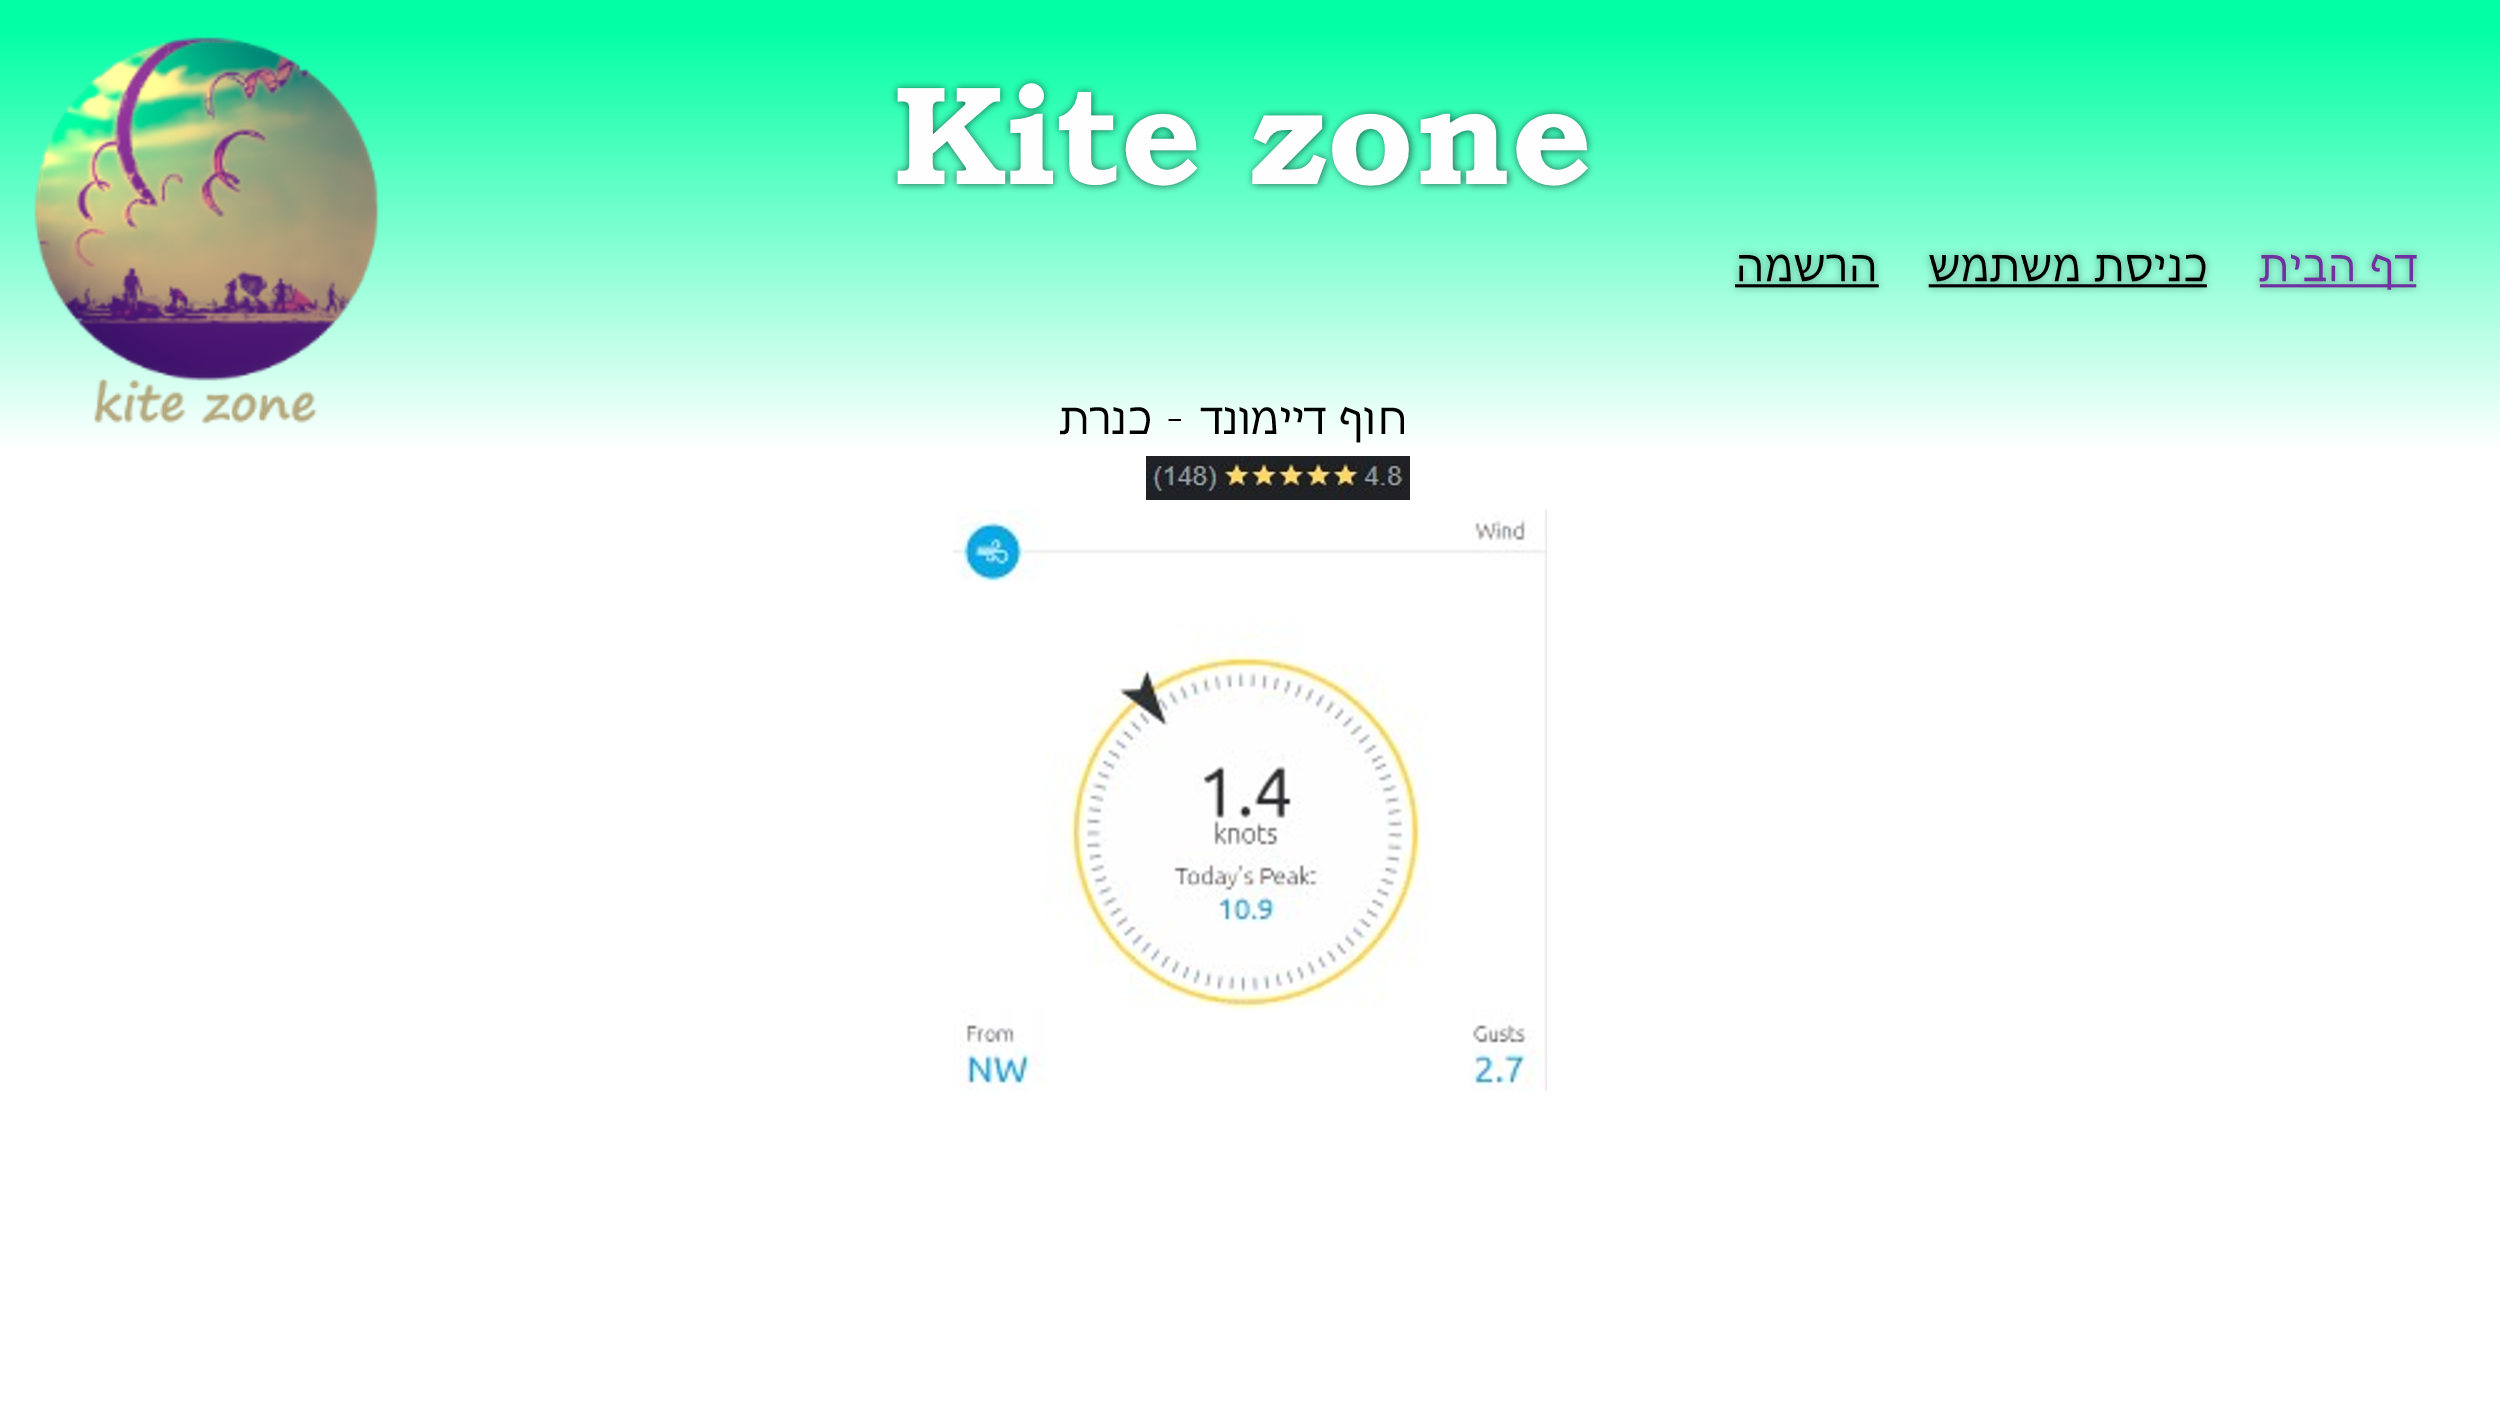 Kite zone
דף הבית כניסת משתמש הרשמה
kite zone
חוף דיימונד - כנרת
(148) ★★★★★ 4.8
Wind
1.4
knots
Today's Peak:
10.9
From
NW
Gusts
2.7